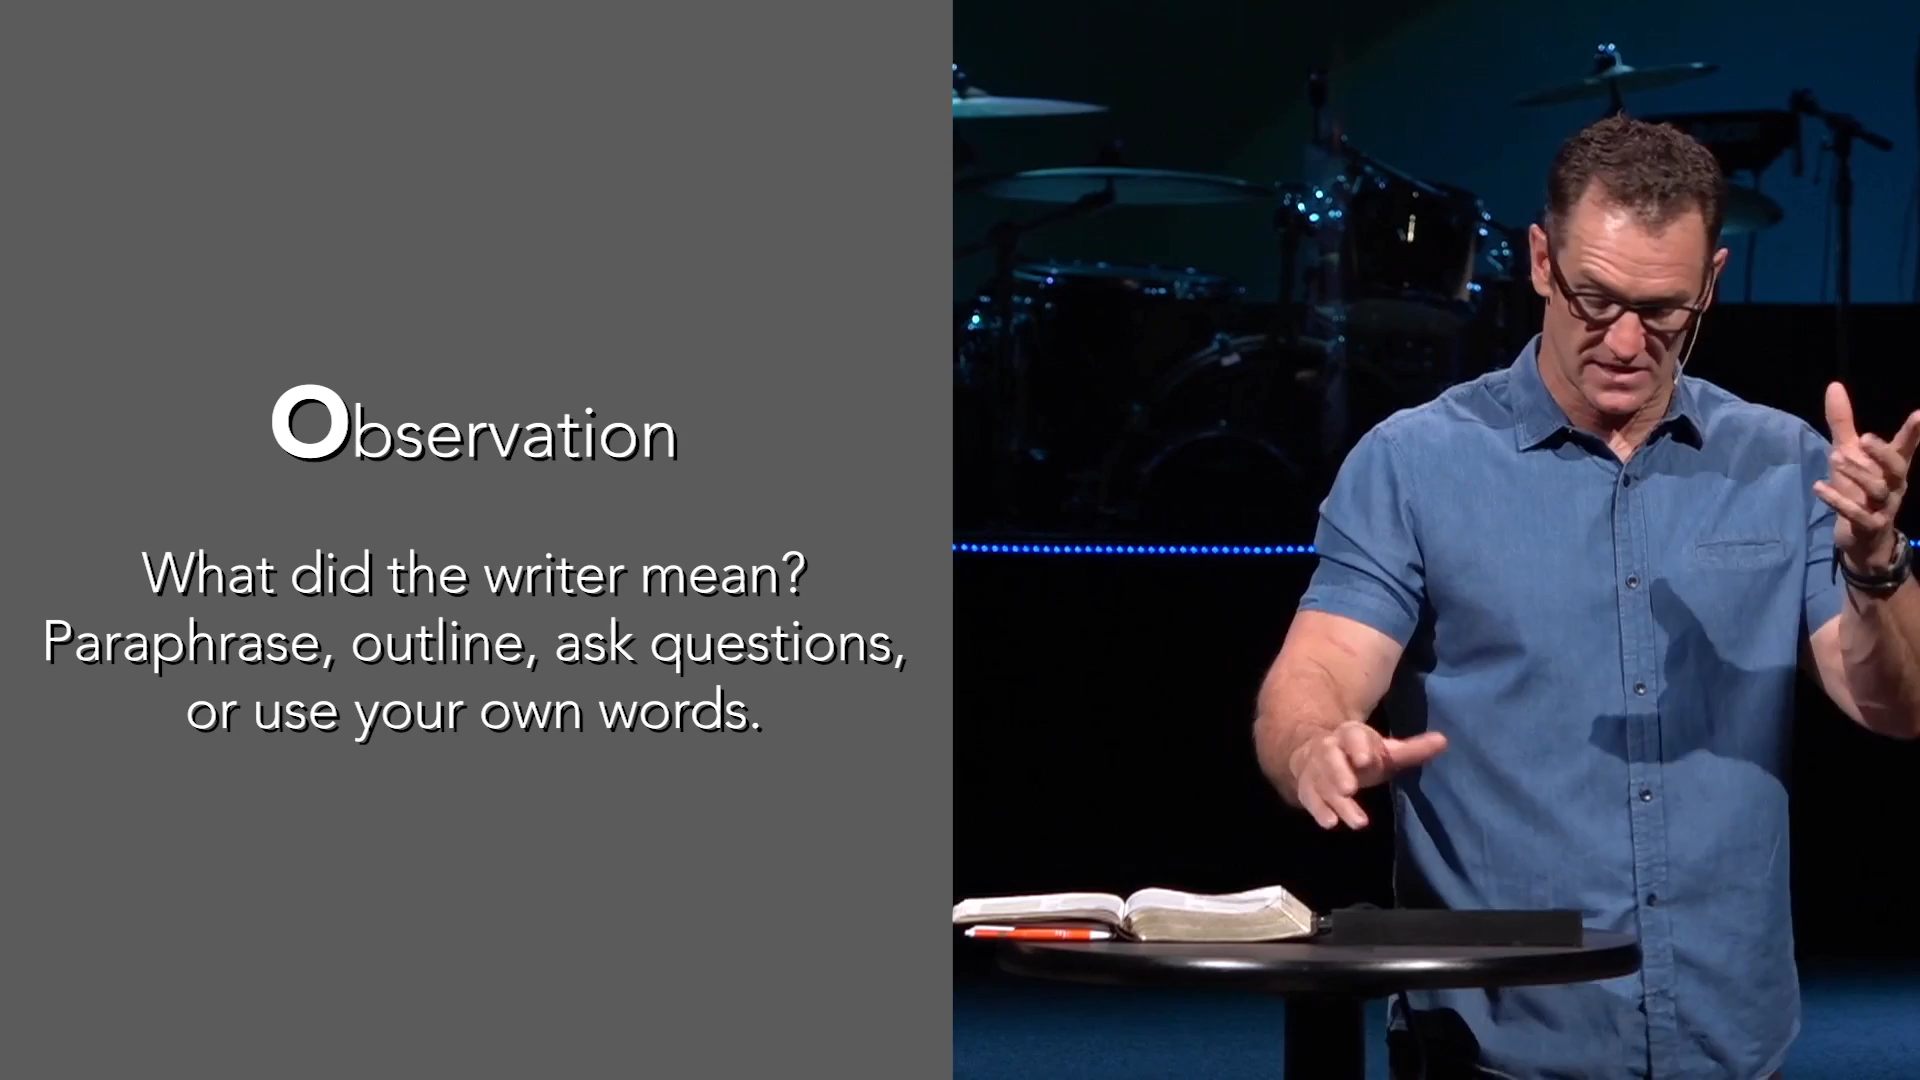 Observation
What did the writer mean?
Paraphrase, outline, ask questions,
or use your own words.